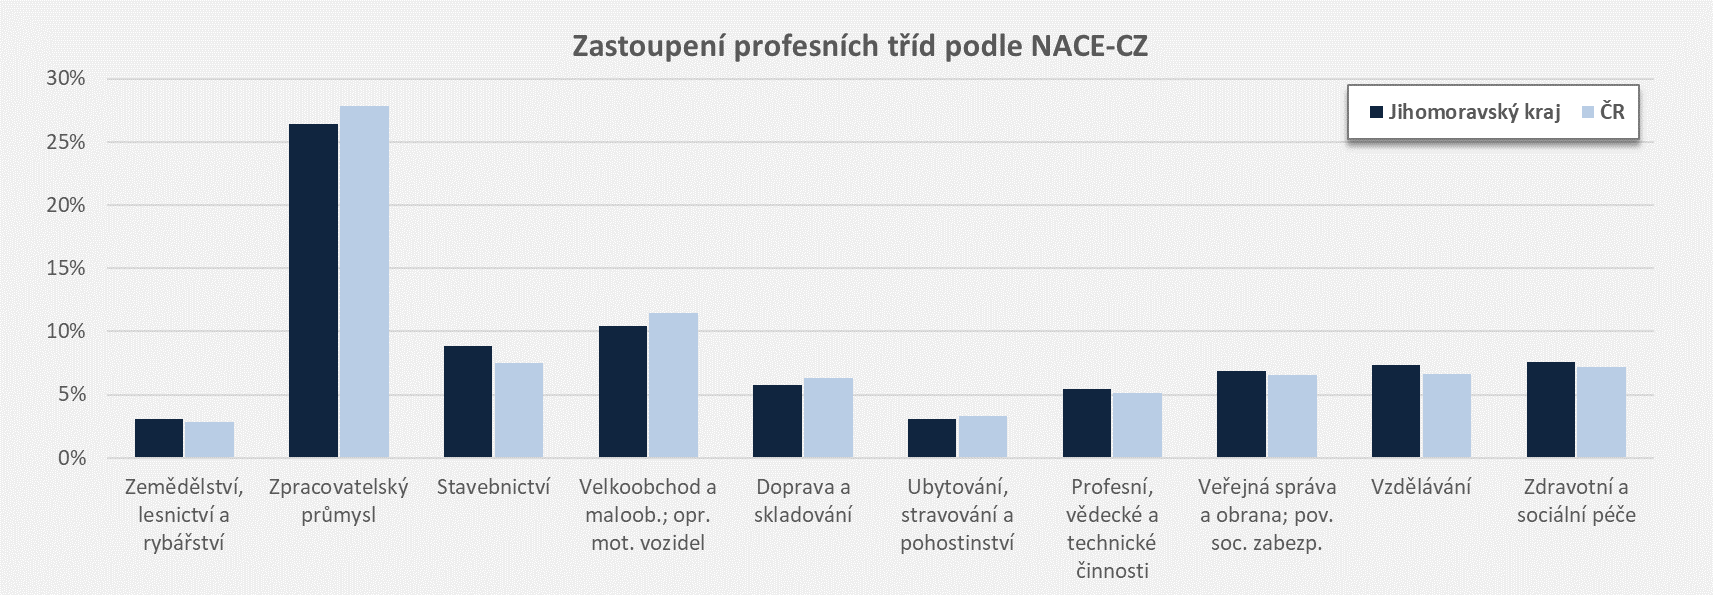 Zastoupení profesních tříd podle NACE-CZ
Jihomoravský kraj
ČR
30%
25%
20%
15%
10%
5%
0%
Zemědělství,
lesnictví a
rybářství
Zpracovatelský
průmysl
Stavebnictví
Velkoobchod a
maloob.; opr.
mot. vozidel
Doprava a
skladování
Ubytování,
stravování a
pohostinství
Profesní,
vědecké a
technické
činnosti
Veřejná správa
a obrana; pov.
soc. zabezp.
Vzdělávání
Zdravotní a
sociální péče